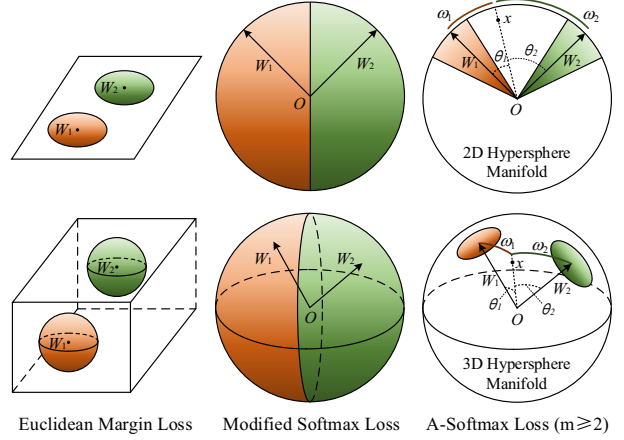 ω1 x ω2
W1 W2 W1 θ1 θ2 W2
W2
W1
O O
2D Hypersphere
Manifold
W2 W1 W2 ω1 ω2
x
W1 W2
W1 O θ1 θ2
O
3D Hypersphere
Manifold
Euclidean Margin Loss Modified Softmax Loss A-Softmax Loss (m≥2)